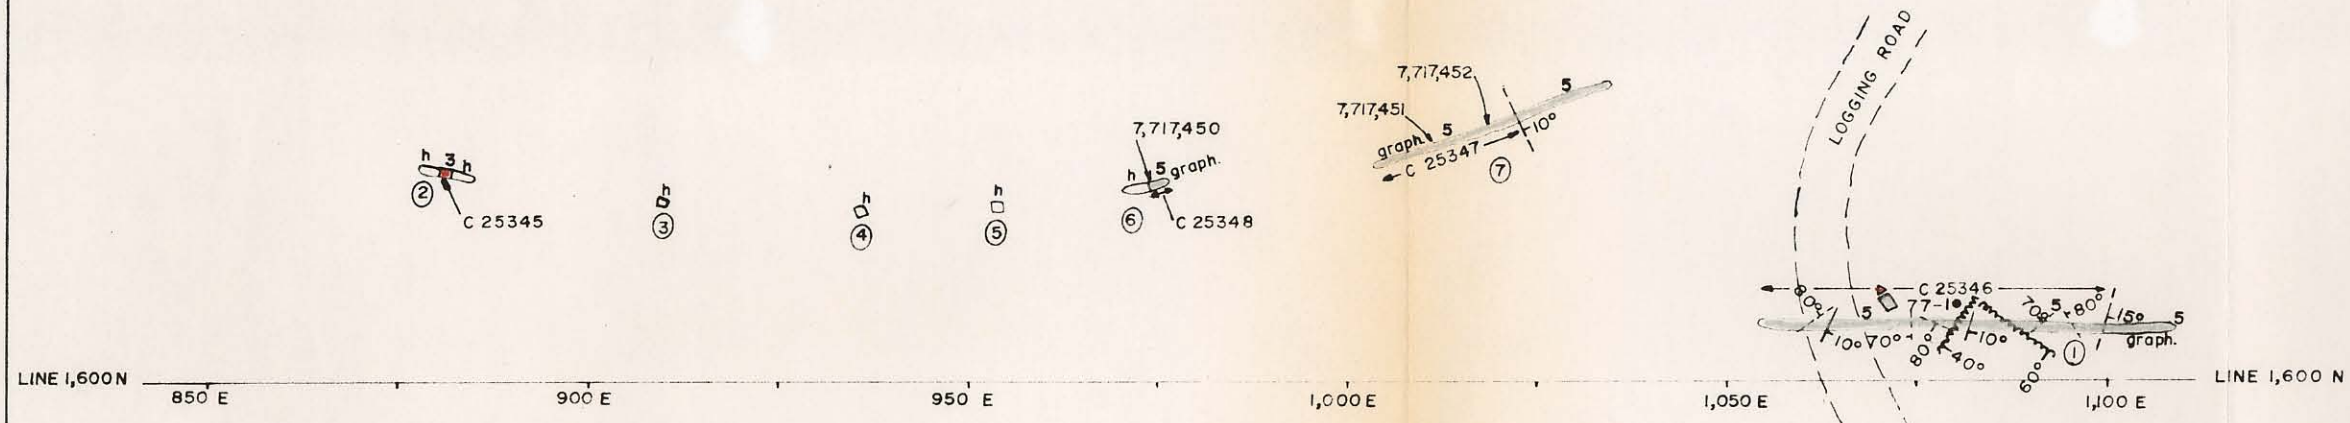 LOGGING ROAD
7,717,452
5
7,717,451
graph. 5
10°
C 25347
7
7,717,450
h 3 h
2
C 25345
h
3
h
4
h
5
h 5 graph.
6
C 25348
C 25346
80°
5
77-1
70°
5
80°
15°
5
10°
70°
80°
10°
40°
60°
1
graph.
LINE 1,600 N
LINE 1,600 N
850 E
900 E
950 E
1,000 E
1,050 E
1,100 E